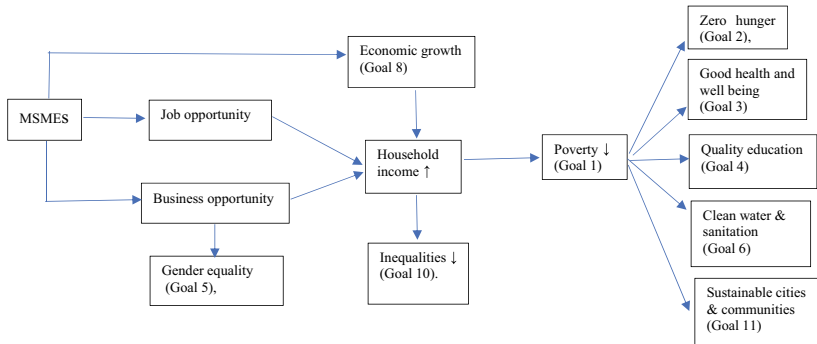 Economic growth
(Goal 8)
MSMES
Job opportunity
Business opportunity
Gender equality
(Goal 5),
Household
income ↑
Inequalities ↓
(Goal 10).
Poverty ↓
(Goal 1)
Zero hunger
(Goal 2),
Good health and
well being
(Goal 3)
Quality education
(Goal 4)
Clean water &
sanitation
(Goal 6)
Sustainable cities
& communities
(Goal 11)